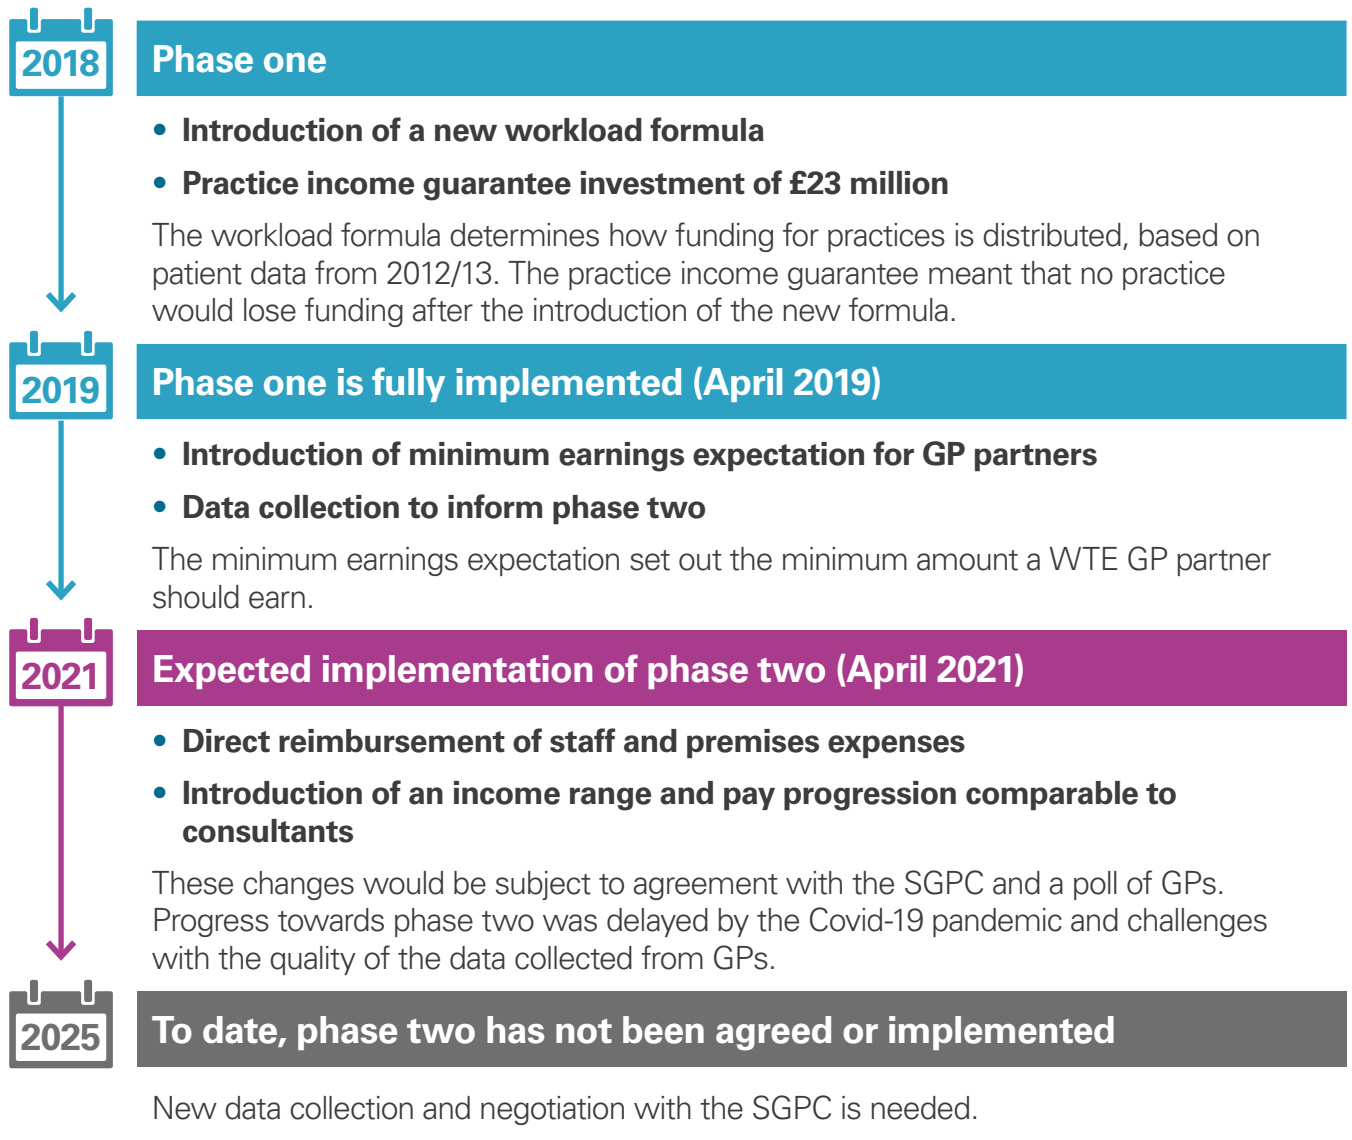 2018
Phase one
• Introduction of a new workload formula
• Practice income guarantee investment of £23 million
The workload formula determines how funding for practices is distributed, based on
patient data from 2012/13. The practice income guarantee meant that no practice
would lose funding after the introduction of the new formula.
2019
Phase one is fully implemented (April 2019)
• Introduction of minimum earnings expectation for GP partners
• Data collection to inform phase two
The minimum earnings expectation set out the minimum amount a WTE GP partner
should earn.
2021
Expected implementation of phase two (April 2021)
• Direct reimbursement of staff and premises expenses
• Introduction of an income range and pay progression comparable to
consultants
These changes would be subject to agreement with the SGPC and a poll of GPs.
Progress towards phase two was delayed by the Covid-19 pandemic and challenges
with the quality of the data collected from GPs.
2025
To date, phase two has not been agreed or implemented
New data collection and negotiation with the SGPC is needed.